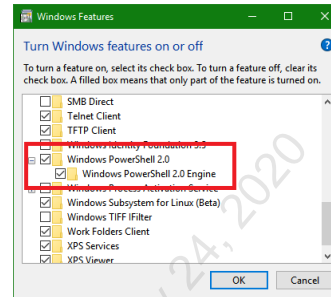 Windows Features
Turn Windows features on or off
To turn a feature on, select its check box. To turn a feature off, clear its
check box. A filled box means that only part of the feature is turned on.
SMB Direct
Telnet Client
TFTP Client
Windows Identity Foundation 3.5
Windows PowerShell 2.0
Windows PowerShell 2.0 Engine
Windows Process Activation Service
Windows Subsystem for Linux (Beta)
Windows TIFF IFilter
Work Folders Client
XPS Services
XPS Viewer
24, 2020
OK
Cancel